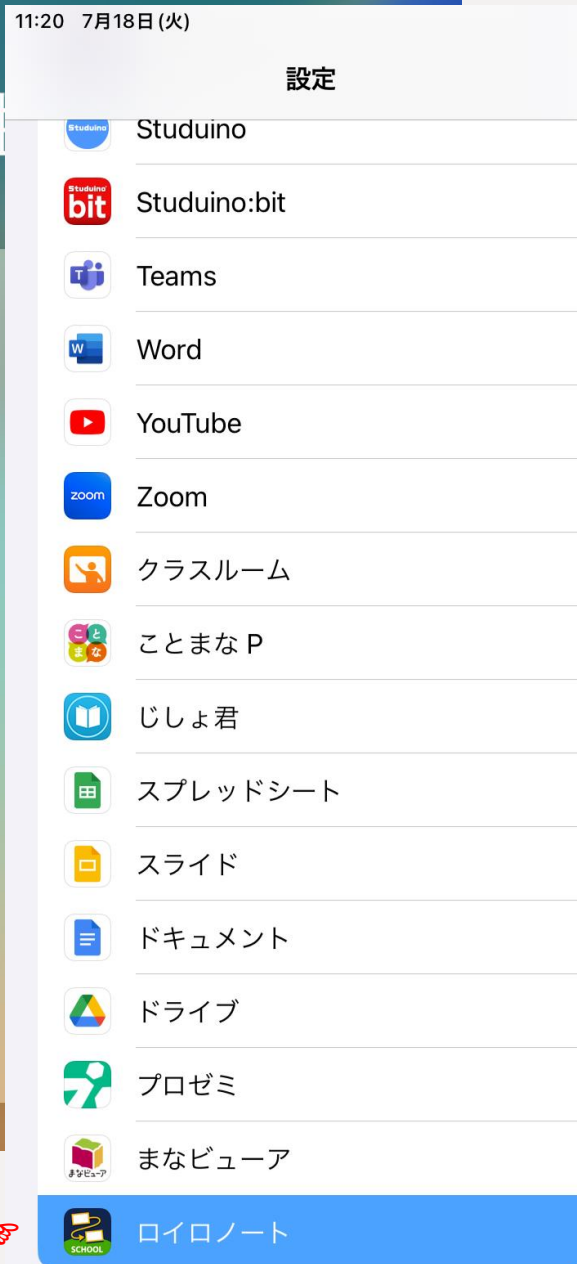 11:20 7月18日(火)
設定
Studuino Studuino
Studuino bit Studuino:bit
T Teams
W Word
YouTube
zoom Zoom
クラスルーム
ことまな ことまな P
じしょ君
スプレッドシート
スライド
ドキュメント
ドライブ
プロゼミ
まなビューア まなビューア
SCHOOL ロイロノート